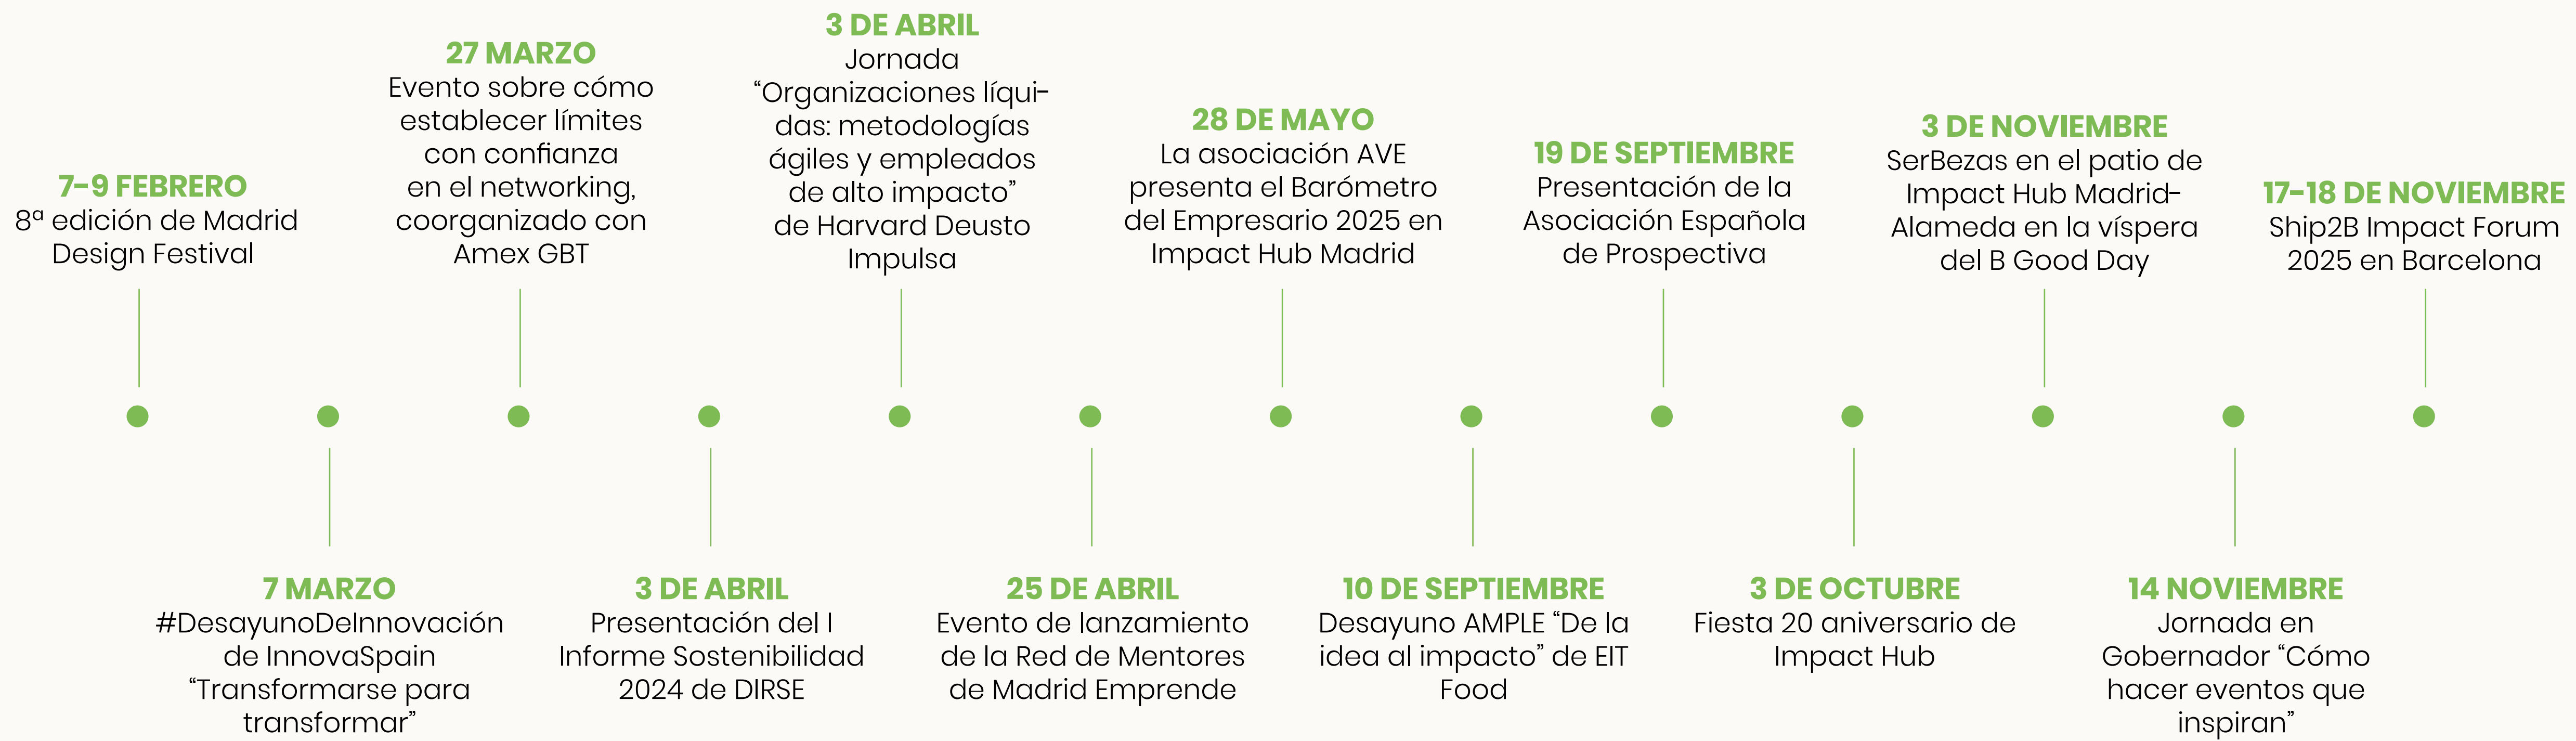 7-9 FEBRERO
8ª edición de Madrid
Design Festival
7 MARZO
#DesayunoDeInnovación
de InnovaSpain
“Transformarse para
transformar”
27 MARZO
Evento sobre cómo
establecer límites
con confianza
en el networking,
coorganizado con
Amex GBT
3 DE ABRIL
Presentación del I
Informe Sostenibilidad
2024 de DIRSE
3 DE ABRIL
Jornada
“Organizaciones líqui-
das: metodologías
ágiles y empleados
de alto impacto”
de Harvard Deusto
Impulsa
25 DE ABRIL
Evento de lanzamiento
de la Red de Mentores
de Madrid Emprende
28 DE MAYO
La asociación AVE
presenta el Barómetro
del Empresario 2025 en
Impact Hub Madrid
10 DE SEPTIEMBRE
Desayuno AMPLE “De la
idea al impacto” de EIT
Food
19 DE SEPTIEMBRE
Presentación de la
Asociación Española
de Prospectiva
3 DE OCTUBRE
Fiesta 20 aniversario de
Impact Hub
3 DE NOVIEMBRE
SerBezas en el patio de
Impact Hub Madrid-
Alameda en la víspera
del B Good Day
14 NOVIEMBRE
Jornada en
Gobernador “Cómo
hacer eventos que
inspiran”
17-18 DE NOVIEMBRE
Ship2B Impact Forum
2025 en Barcelona